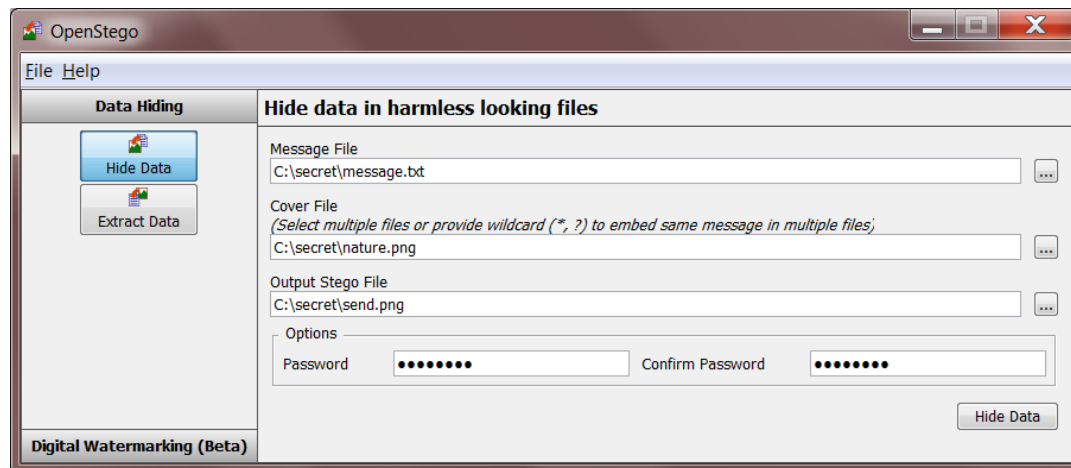 OpenStego
File Help
Data Hiding
Hide Data
Extract Data
Digital Watermarking (Beta)
Hide data in harmless looking files
Message File
C:\secret\message.txt
...
Cover File
(Select multiple files or provide wildcard (*, ?) to embed same message in multiple files)
C:\secret\nature.png
...
Output Stego File
C:\secret\send.png
...
Options
Password ●●●●●●●● Confirm Password ●●●●●●●●
Hide Data